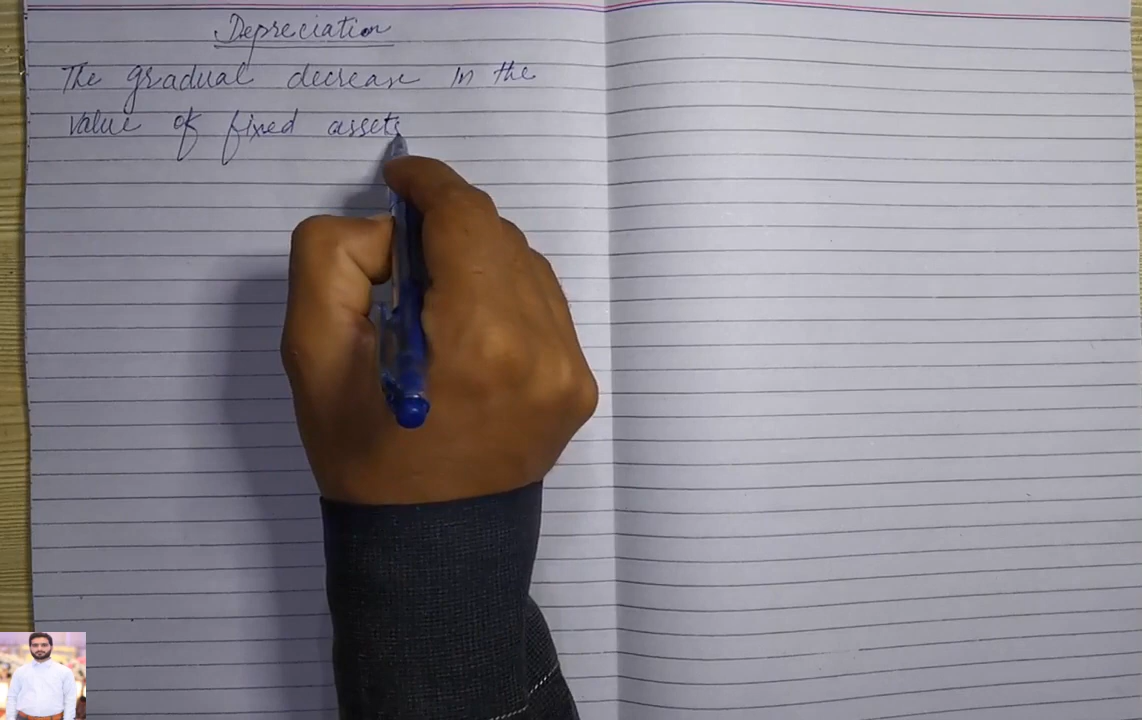 Depreciation
The gradual decrease in the
value of fixed assets